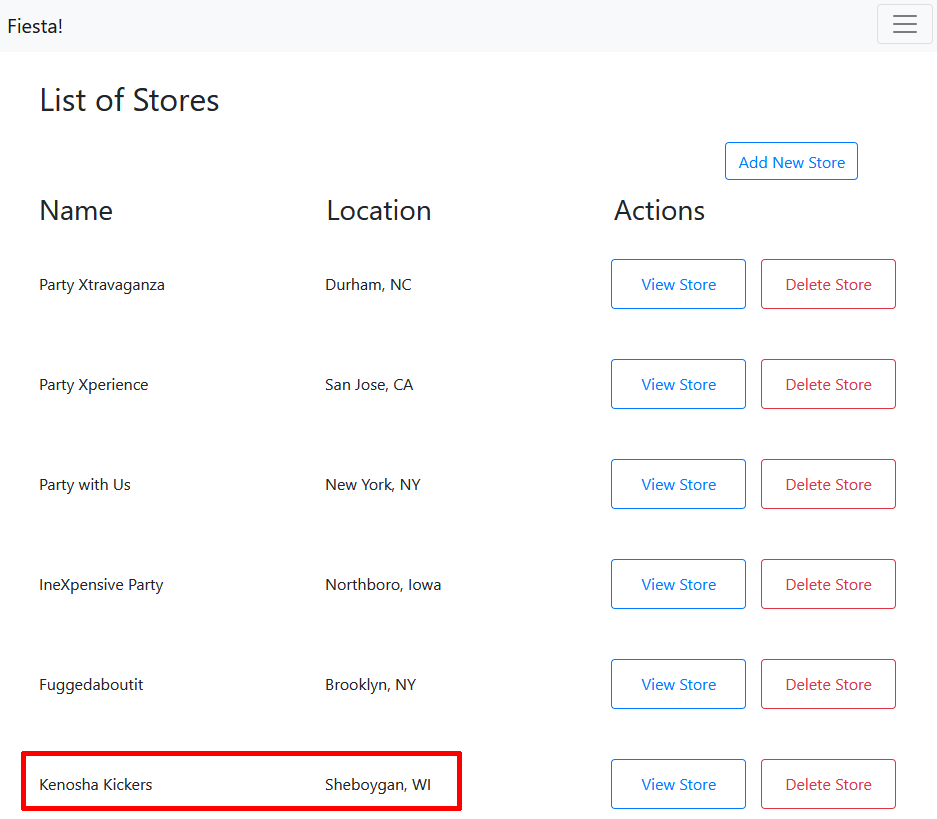 Fiesta!
List of Stores
Add New Store
Name Location Actions
Party Xtravaganza Durham, NC View Store Delete Store
Party Xperience San Jose, CA View Store Delete Store
Party with Us New York, NY View Store Delete Store
IneXpensive Party Northboro, Iowa View Store Delete Store
Fuggedaboutit Brooklyn, NY View Store Delete Store
Kenosha Kickers Sheboygan, WI View Store Delete Store